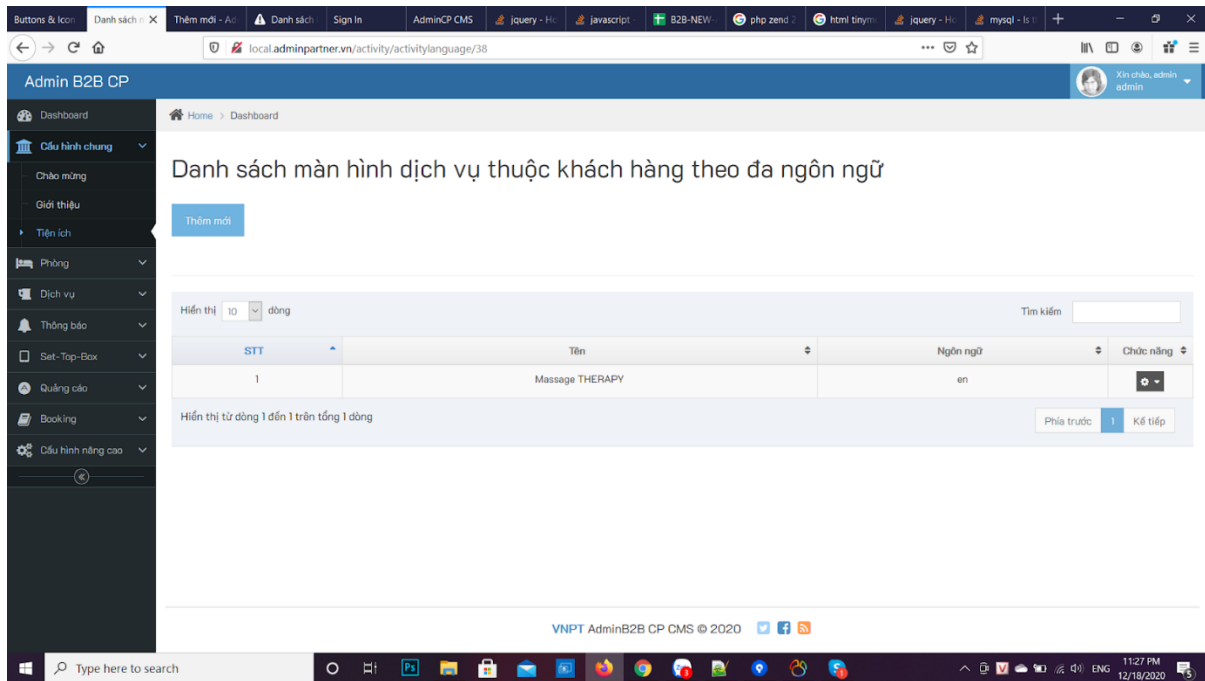 Buttons & Icon
Danh sách n
Thêm mới - Ad
Danh sách
Sign In
AdminCP CMS
jquery - Ho
javascript -
B2B-NEW-
php zend 2
html tinymc
jquery - Ho
mysql - Is t
local.adminpartner.vn/activity/activitylanguage/38
Admin B2B CP
Xin chào, admin
admin
Dashboard
Home > Dashboard
Cấu hình chung
Chào mừng
Giới thiệu
Tiện ích
Phòng
Dịch vụ
Thông báo
Set-Top-Box
Quảng cáo
Booking
Cấu hình nâng cao
Danh sách màn hình dịch vụ thuộc khách hàng theo đa ngôn ngữ
Thêm mới
Hiển thị 10 dòng
Tìm kiếm
STT Tên Ngôn ngữ Chức năng
1 Massage THERAPY en
Hiển thị từ dòng 1 đến 1 trên tổng 1 dòng
Phía trước 1 Kế tiếp
VNPT AdminB2B CP CMS © 2020
Type here to search
ENG
11:27 PM
12/18/2020